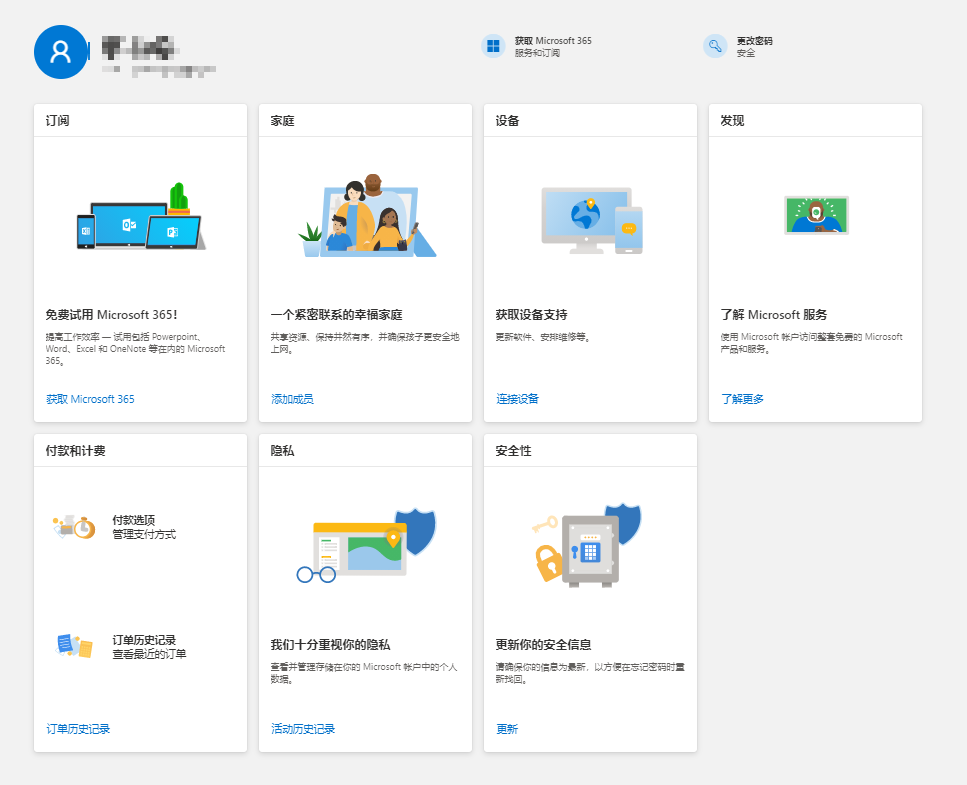 获取 Microsoft 365
服务和订阅
更改密码
安全
订阅
免费试用 Microsoft 365!
提高工作效率 — 试用包括 Powerpoint、
Word、Excel 和 OneNote 等在内的 Microsoft
365。
获取 Microsoft 365
家庭
一个紧密联系的幸福家庭
共享资源、保持井然有序，并确保孩子更安全地
上网。
添加成员
设备
获取设备支持
更新软件、安排维修等。
连接设备
发现
了解 Microsoft 服务
使用 Microsoft 帐户访问整套免费的 Microsoft
产品和服务。
了解更多
付款和计费
付款选项
管理支付方式
订单历史记录
查看最近的订单
订单历史记录
隐私
我们十分重视你的隐私
查看并管理存储在你的 Microsoft 帐户中的个人
数据。
活动历史记录
安全性
更新你的安全信息
请确保你的信息为最新，以方便在忘记密码时重
新找回。
更新